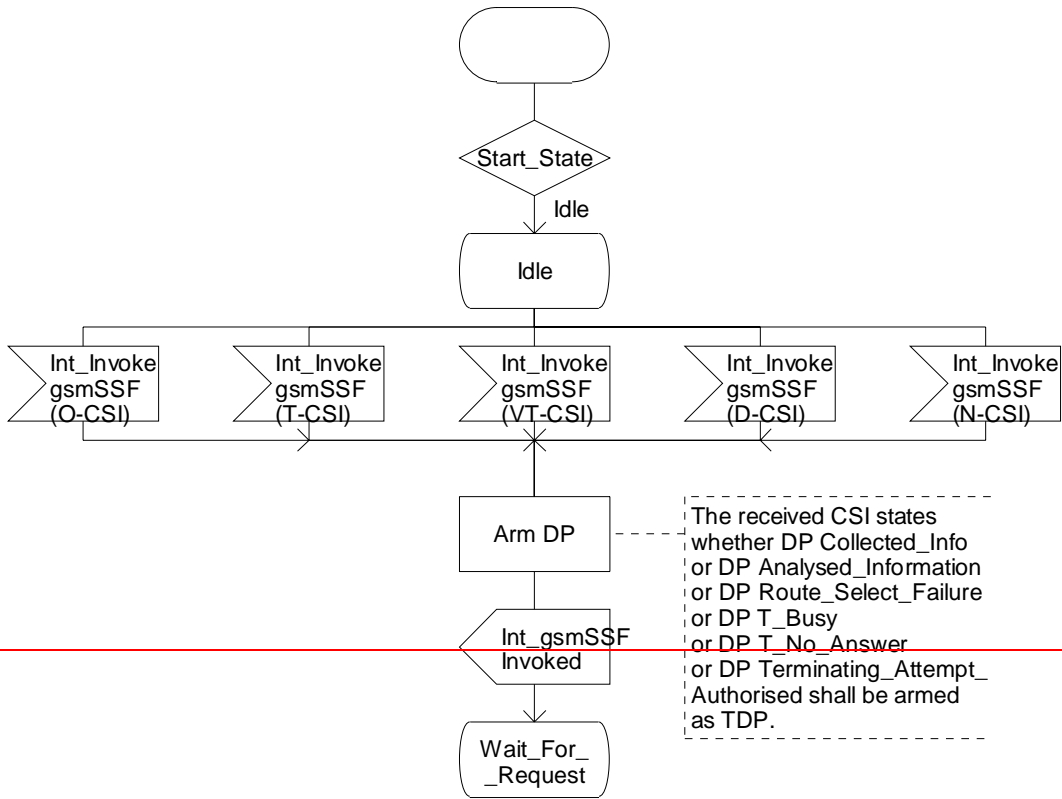 Start_State
Idle
Idle
Int_Invoke
gsmSSF
(O-CSI)
Int_Invoke
gsmSSF
(T-CSI)
Int_Invoke
gsmSSF
(VT-CSI)
Int_Invoke
gsmSSF
(D-CSI)
Int_Invoke
gsmSSF
(N-CSI)
Arm DP
The received CSI states
whether DP Collected_Info
or DP Analysed_Information
or DP Route_Select_Failure
or DP T_Busy
or DP T_No_Answer
or DP Terminating_Attempt_
Authorised shall be armed
as TDP.
Int_gsmSSF
Invoked
Wait_For_
_Request